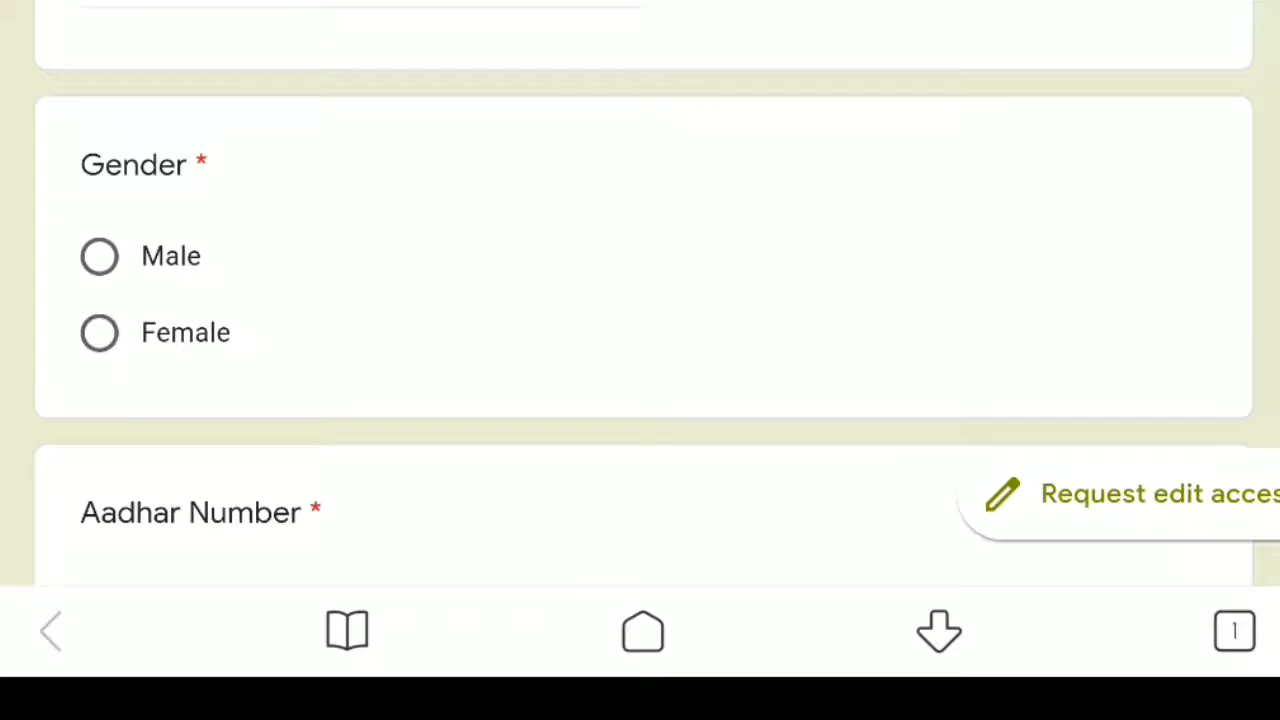 Gender *
Male
Female
Aadhar Number *
Request edit acces
1